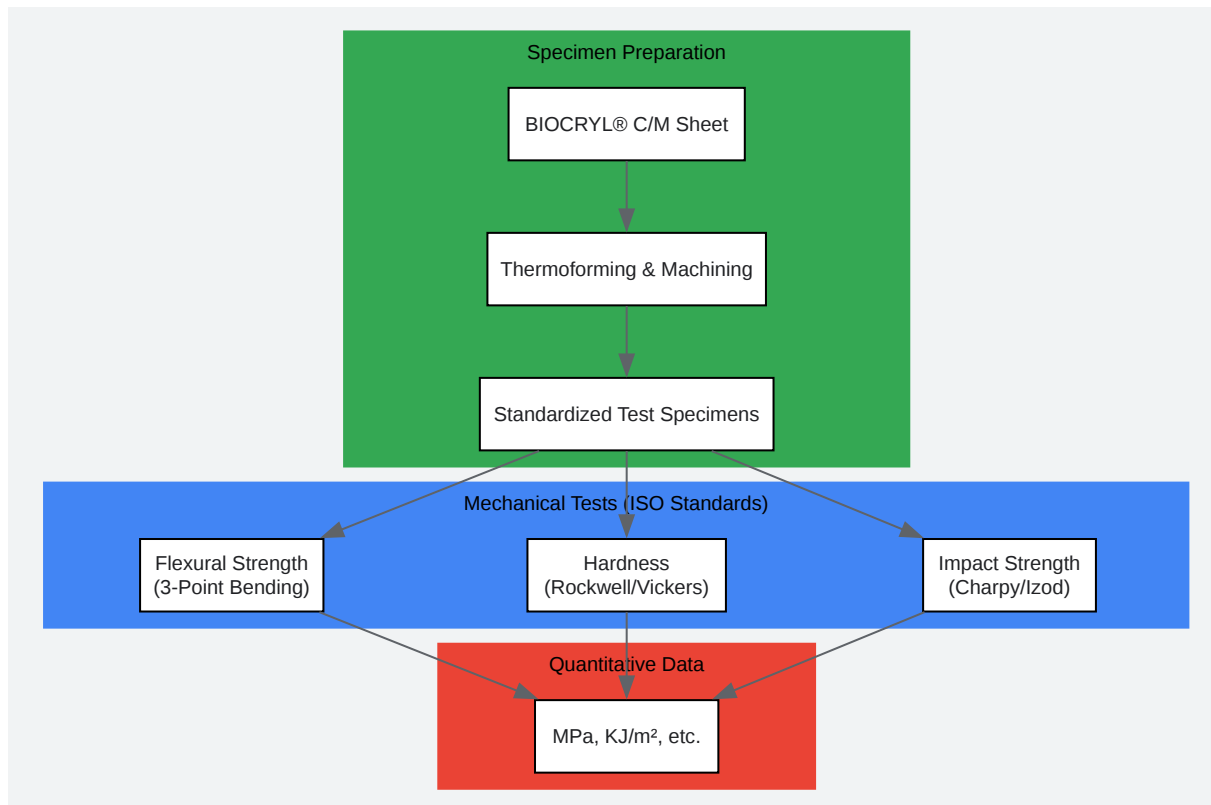 Specimen Preparation
BIOCRYL® C/M Sheet
Thermoforming & Machining
Standardized Test Specimens
Mechanical Tests (ISO Standards)
Flexural Strength
(3-Point Bending)
Hardness
(Rockwell/Vickers)
Impact Strength
(Charpy/Izod)
Quantitative Data
MPa, KJ/m², etc.